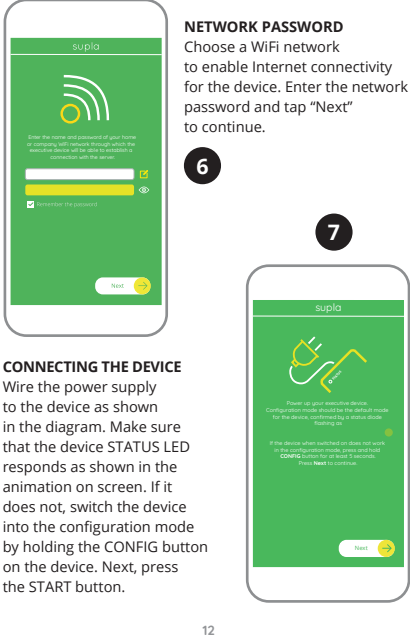 supla
Enter the name and password of your home
or company WiFi network through which the
executive device will be able to establish a
connection with the server.
Remember the password
Next
NETWORK PASSWORD
Choose a WiFi network
to enable Internet connectivity
for the device. Enter the network
password and tap “Next”
to continue.
6
7
CONNECTING THE DEVICE
Wire the power supply
to the device as shown
in the diagram. Make sure
that the device STATUS LED
responds as shown in the
animation on screen. If it
does not, switch the device
into the configuration mode
by holding the CONFIG button
on the device. Next, press
the START button.
supla
Power up your executive device.
Configuration mode should be the default mode
for the device, confirmed by a status diode
flashing as:
If the device when switched on does not work
in the configuration mode, press and hold
CONFIG button for at least 5 seconds.
Press Next to continue.
Next
12